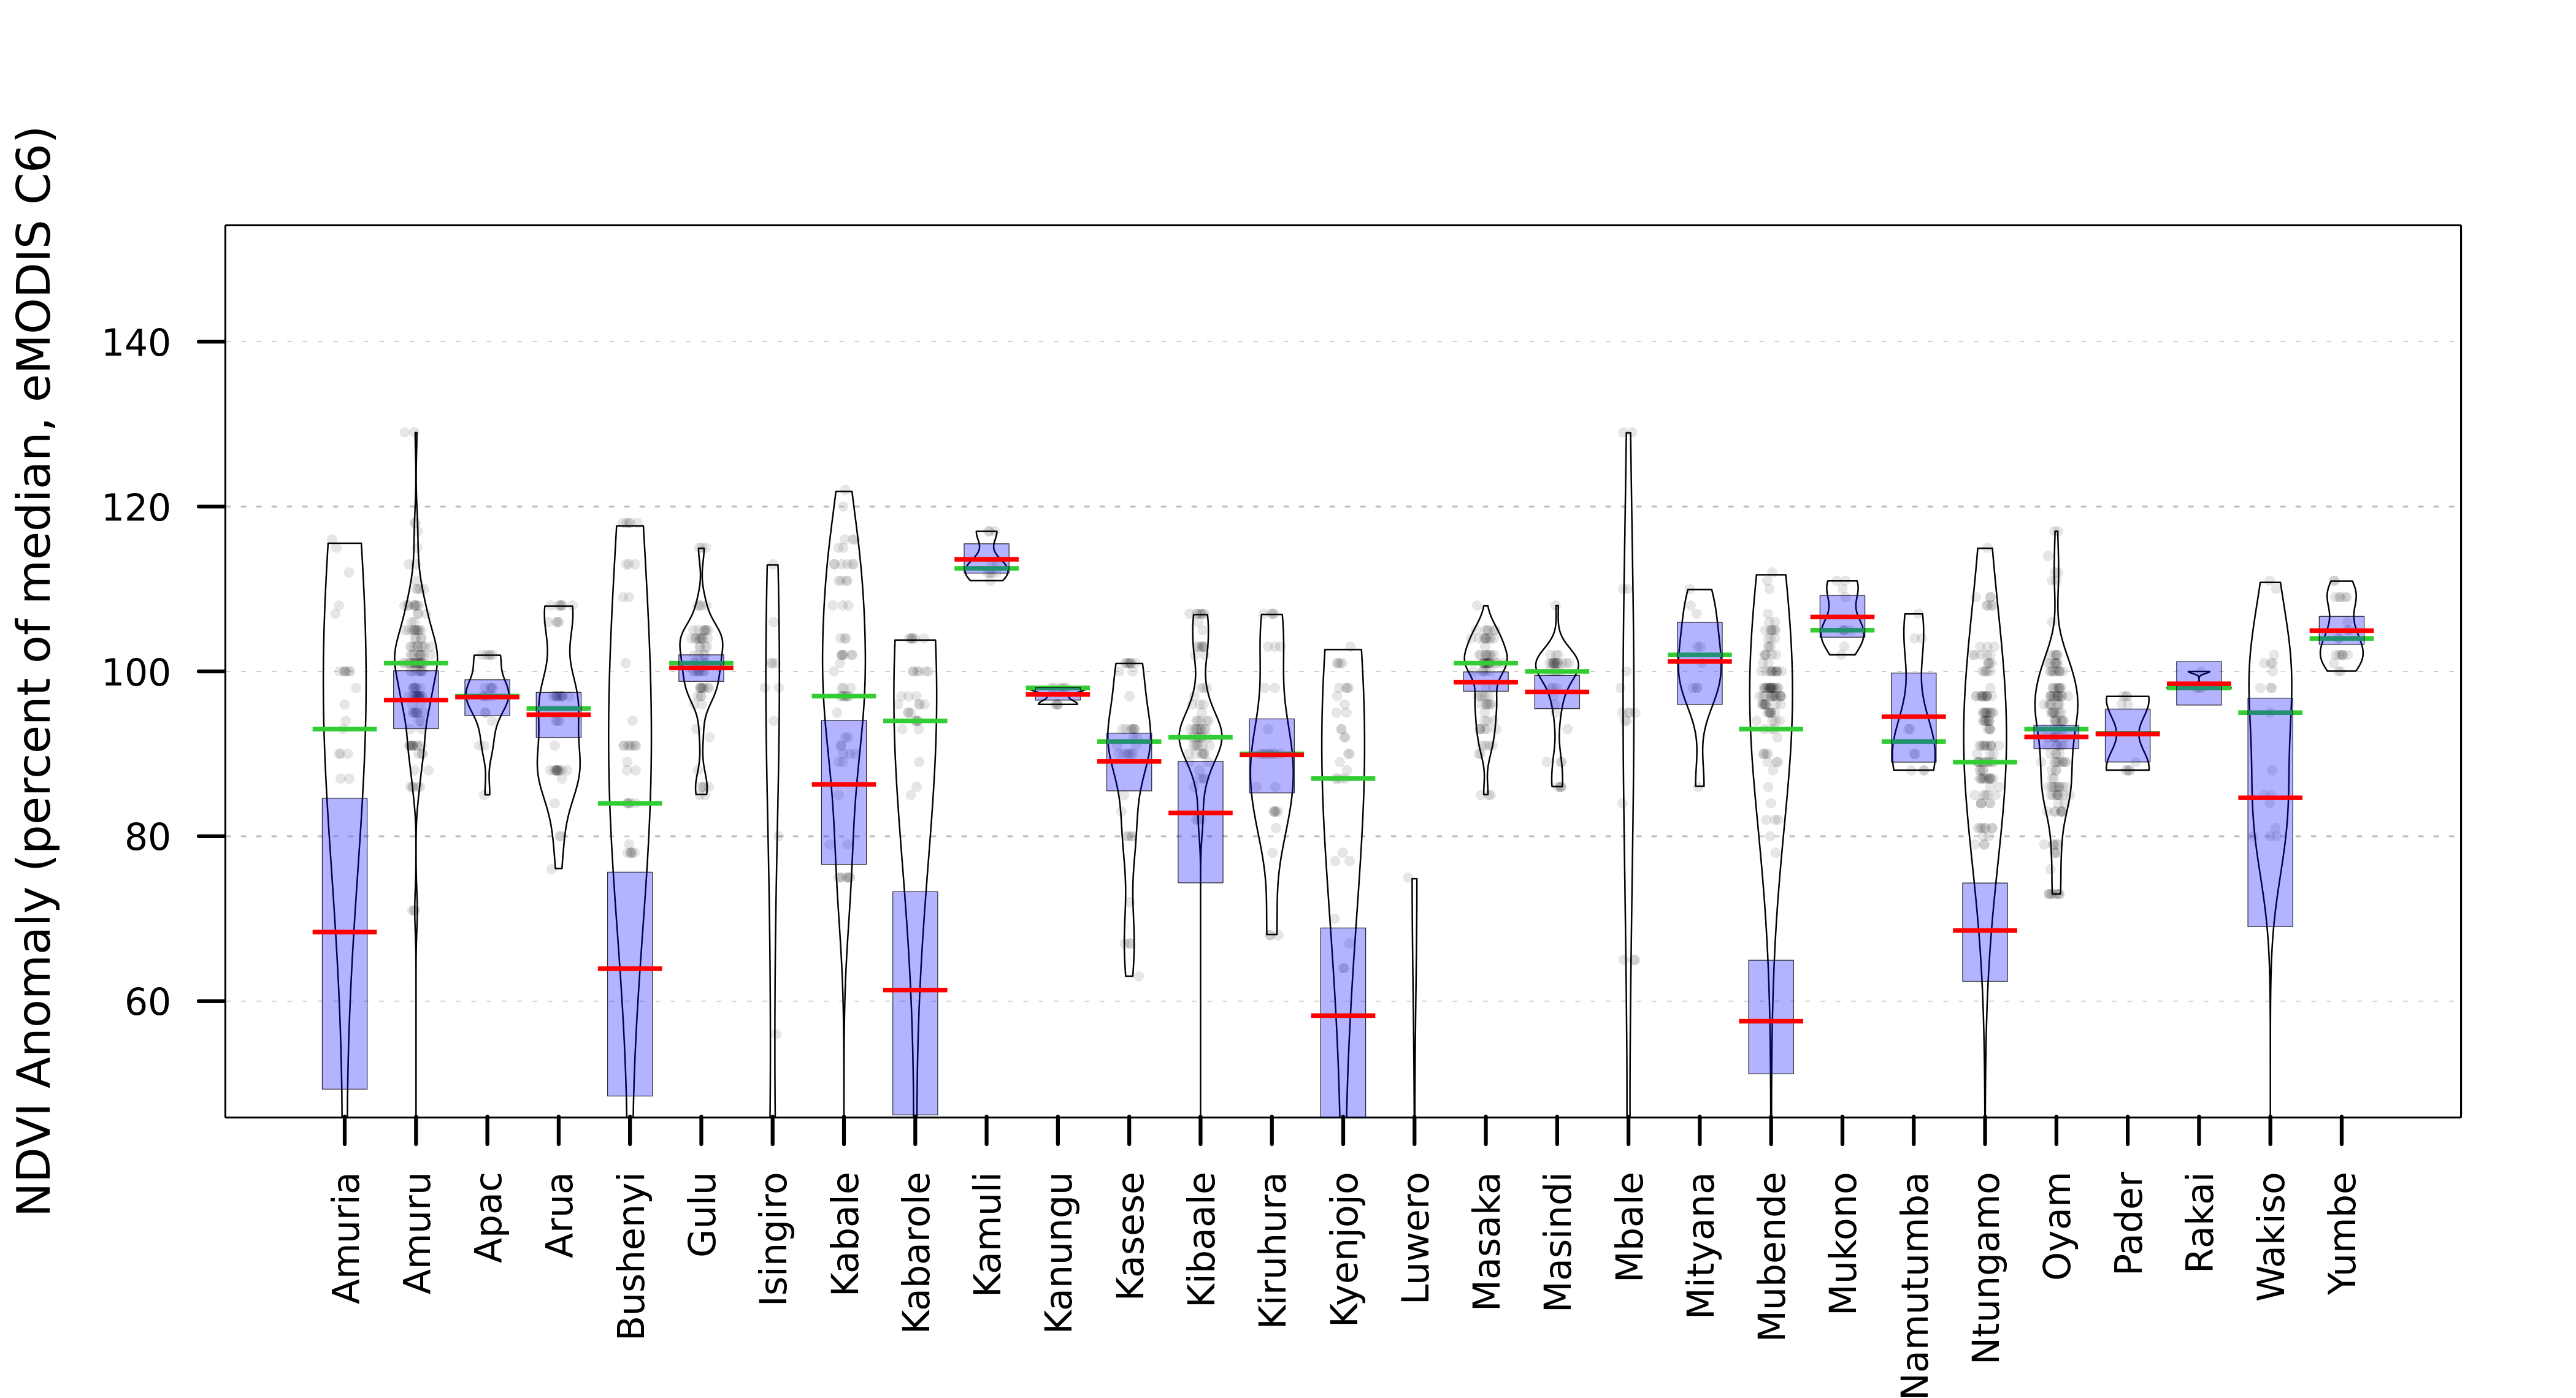 NDVI Anomaly (percent of median, eMODIS C6)
140
120
100
80
60
Amuria
Amuru
Apac
Arua
Bushenyi
Gulu
Isingiro
Kabale
Kabarole
Kamuli
Kanungu
Kasese
Kibaale
Kiruhura
Kyenjojo
Luwero
Masaka
Masindi
Mbale
Mityana
Mubende
Mukono
Namutumba
Ntungamo
Oyam
Pader
Rakai
Wakiso
Yumbe